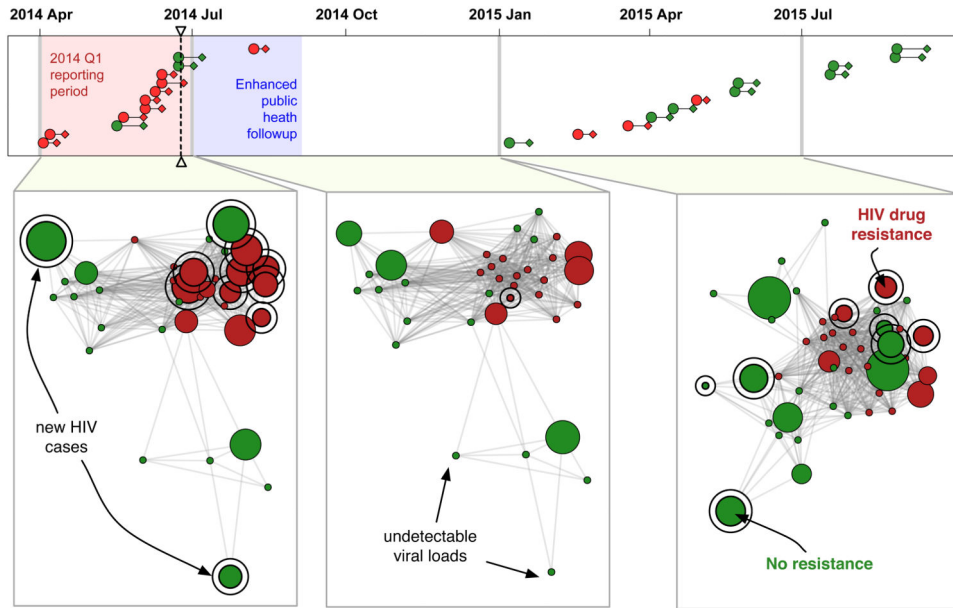 2014 Apr
2014 Jul
2014 Oct
2015 Jan
2015 Apr
2015 Jul
2014 Q1
reporting
period
Enhanced
public
heath
followup
new HIV
cases
undetectable
viral loads
HIV drug
resistance
No resistance